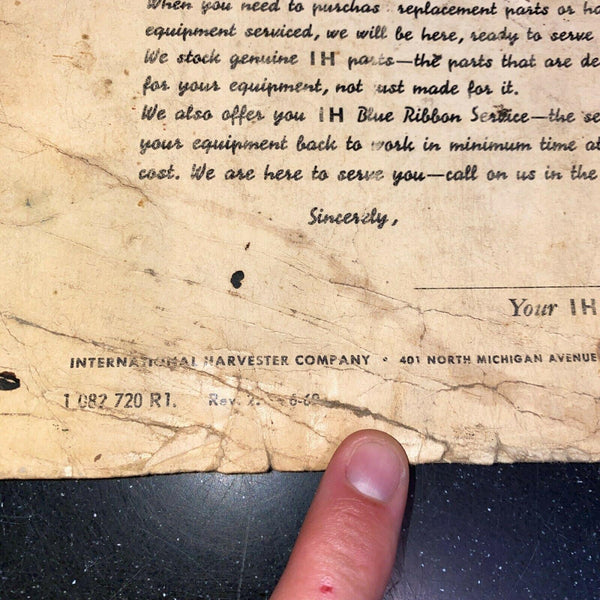 When you need to purchas replacement parts or ha
equipment serviced, we will be here, ready to serve
We stock genuine IH parts—the parts that are de
for your equipment, not ust made for it.
We also offer you IH Blue Ribbon Service—the se
your equipment back to work in minimum time at
cost. We are here to serve you—call on us in the
Sincerely,
Your IH
INTERNATIONAL HARVESTER COMPANY • 401 NORTH MICHIGAN AVENUE
1 082 720 R1. Rev. 2.